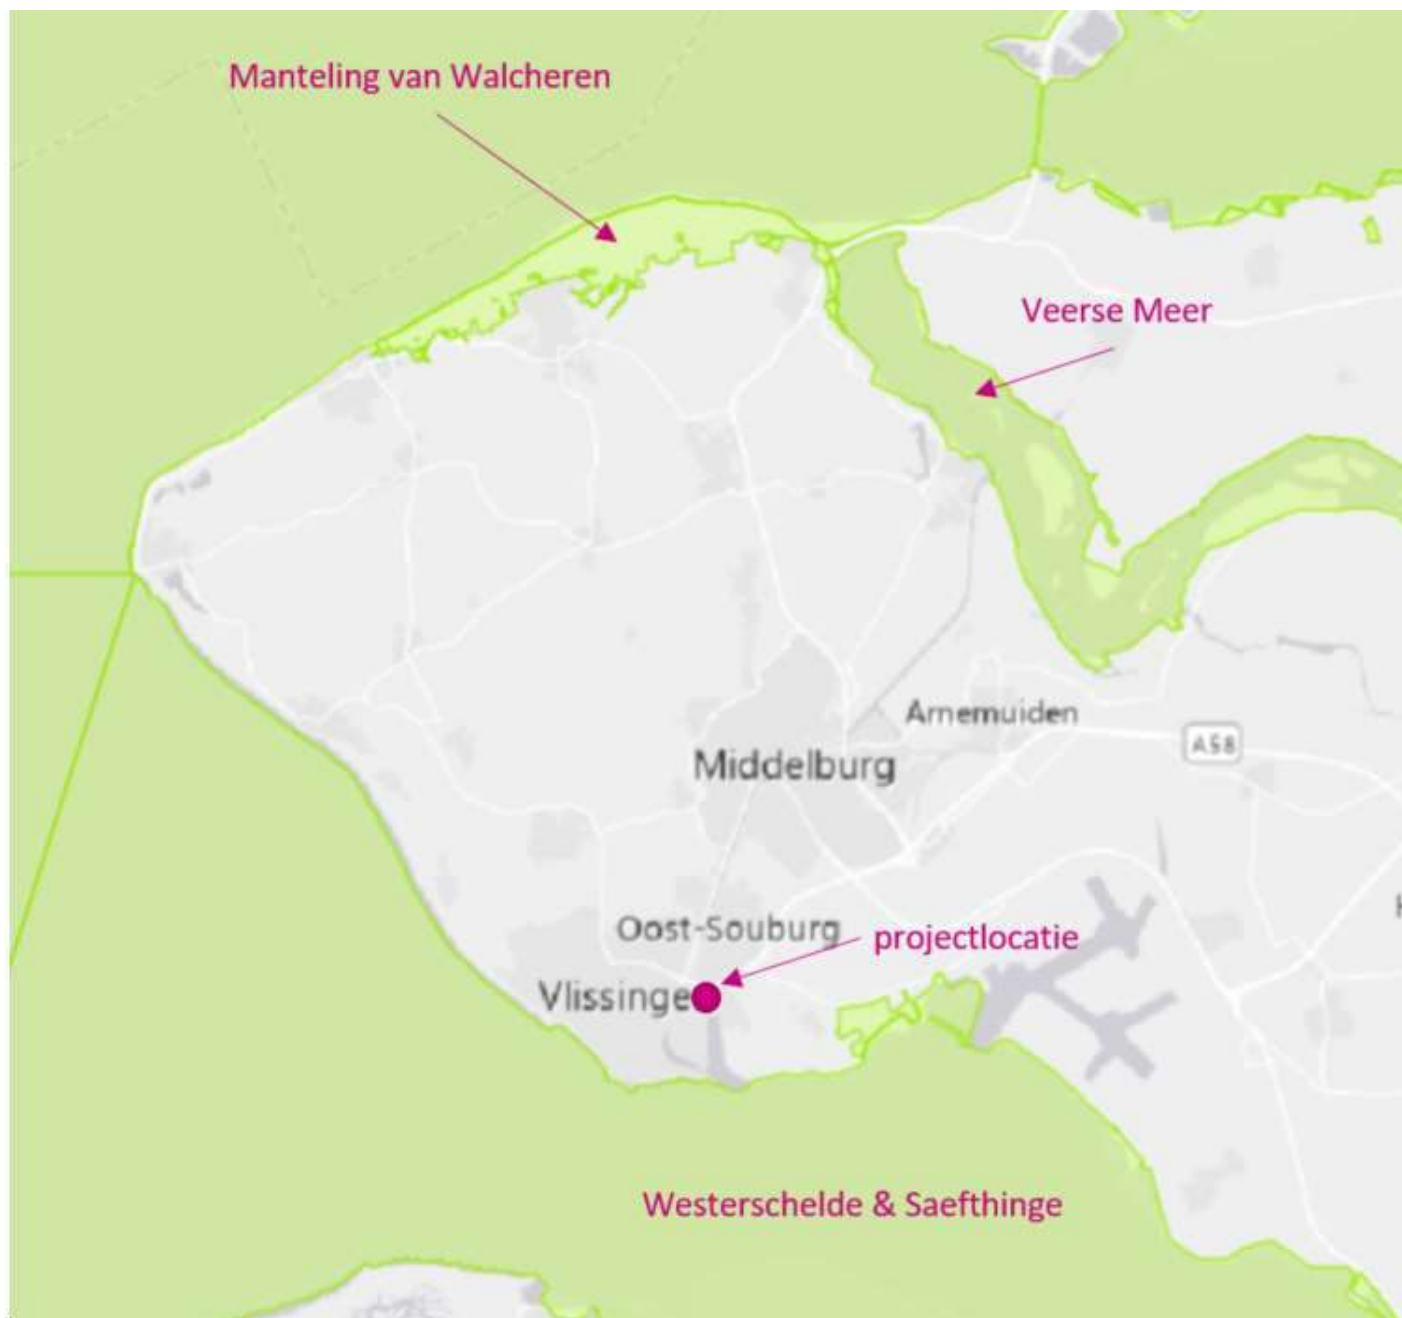 Manteling van Walcheren
Veerse Meer
Arnemuiden
A58
Middelburg
Oost-Souburg
projectlocatie
Vlissinge
Westerschelde & Saefthinge